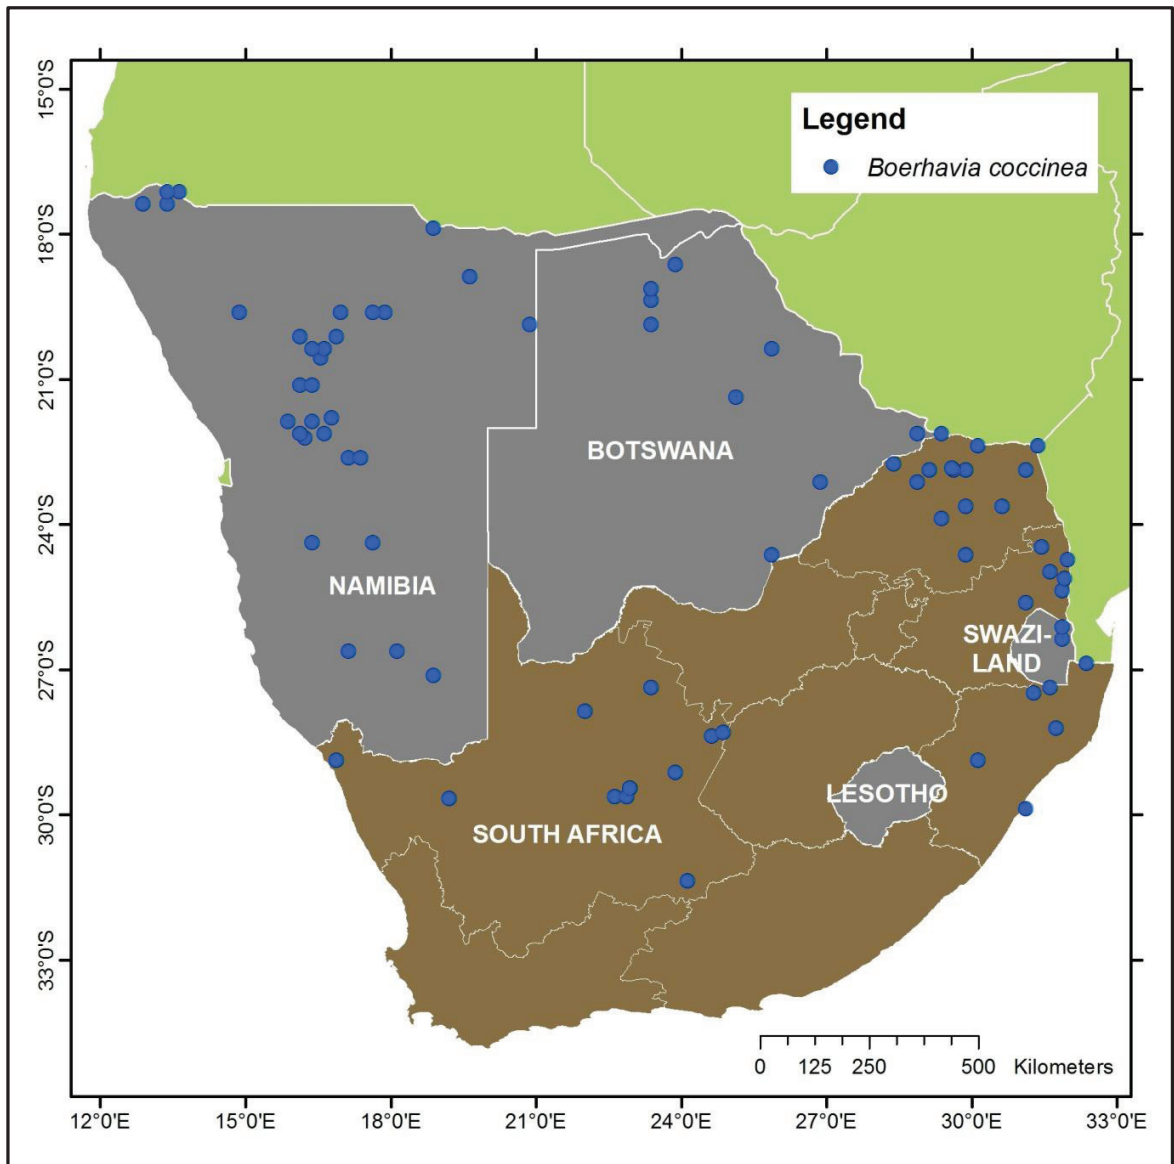 Legend
Boerhavia coccinea
15°0'S
18°0'S
21°0'S
24°0'S
27°0'S
30°0'S
33°0'S
BOTSWANA
NAMIBIA
SWAZI-
LAND
LESOTHO
SOUTH AFRICA
0 125 250 500 Kilometers
12°0'E 15°0'E 18°0'E 21°0'E 24°0'E 27°0'E 30°0'E 33°0'E